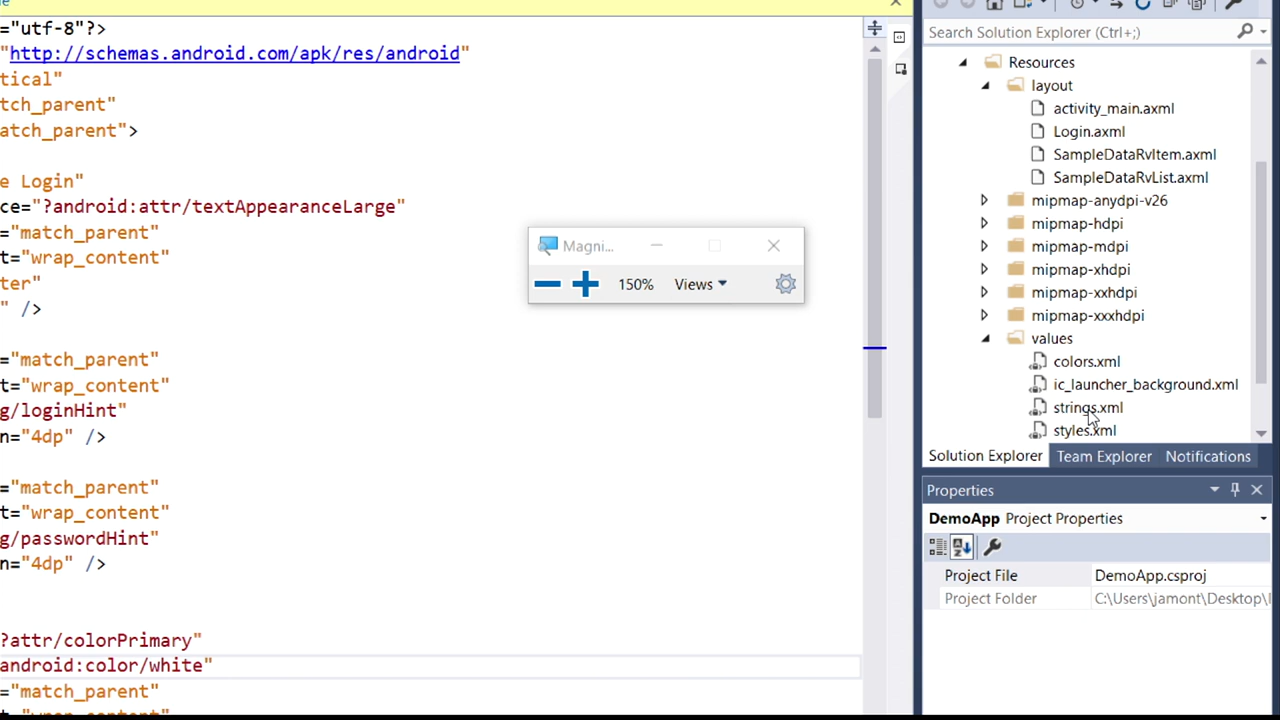 ="utf-8"?>
"http://schemas.android.com/apk/res/android"
tical"
tch_parent"
atch_parent">
e Login"
ce="?android:attr/textAppearanceLarge"
="match_parent"
t="wrap_content"
ter"
" />
="match_parent"
t="wrap_content"
g/loginHint"
n="4dp" />
="match_parent"
t="wrap_content"
g/passwordHint"
n="4dp" />
?attr/colorPrimary"
android:color/white"
="match_parent"
t="wrap_content"
Magni...
150% Views
Search Solution Explorer (Ctrl+;)
Resources
layout
activity_main.axml
Login.axml
SampleDataRvItem.axml
SampleDataRvList.axml
mipmap-anydpi-v26
mipmap-hdpi
mipmap-mdpi
mipmap-xhdpi
mipmap-xxhdpi
mipmap-xxxhdpi
values
colors.xml
ic_launcher_background.xml
strings.xml
styles.xml
Solution Explorer Team Explorer Notifications
Properties
DemoApp Project Properties
Project File DemoApp.csproj
Project Folder C:\Users\jamont\Desktop\